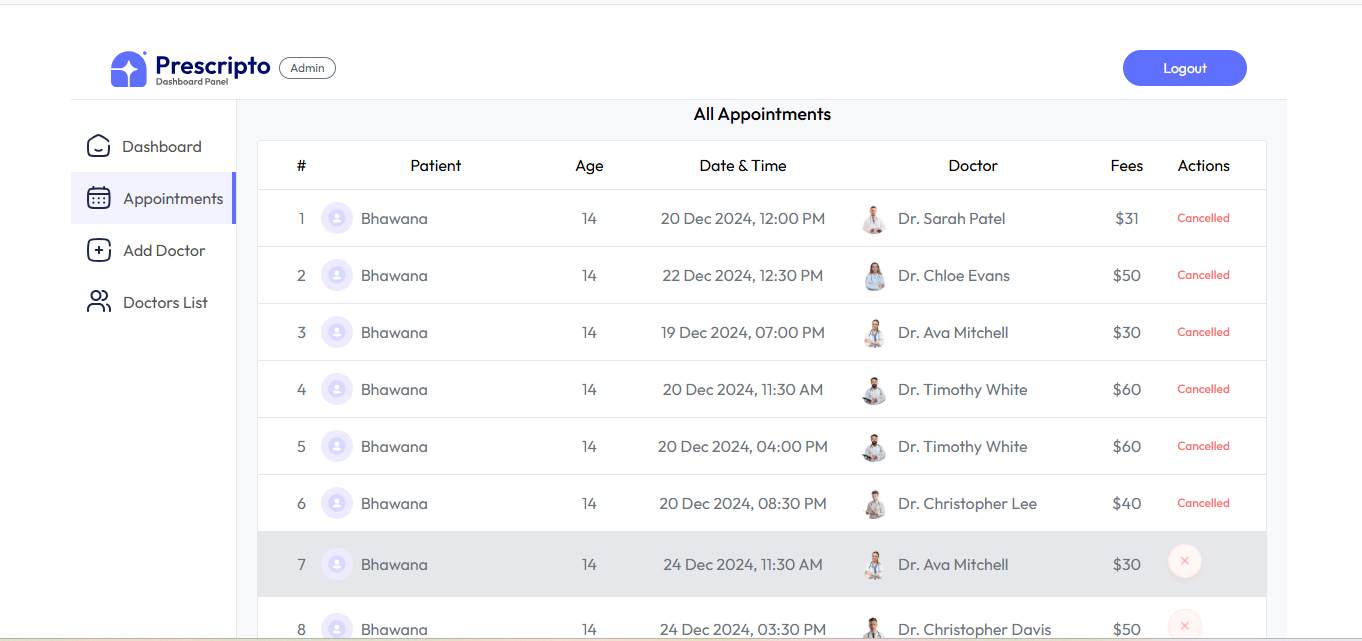 Prescripto
Dashboard Panel
Admin
Logout
Dashboard
Appointments
Add Doctor
Doctors List
All Appointments
# Patient Age Date & Time Doctor Fees Actions
1 Bhawana 14 20 Dec 2024, 12:00 PM Dr. Sarah Patel $31 Cancelled
2 Bhawana 14 22 Dec 2024, 12:30 PM Dr. Chloe Evans $50 Cancelled
3 Bhawana 14 19 Dec 2024, 07:00 PM Dr. Ava Mitchell $30 Cancelled
4 Bhawana 14 20 Dec 2024, 11:30 AM Dr. Timothy White $60 Cancelled
5 Bhawana 14 20 Dec 2024, 04:00 PM Dr. Timothy White $60 Cancelled
6 Bhawana 14 20 Dec 2024, 08:30 PM Dr. Christopher Lee $40 Cancelled
7 Bhawana 14 24 Dec 2024, 11:30 AM Dr. Ava Mitchell $30
8 Bhawana 14 24 Dec 2024, 03:30 PM Dr. Christopher Davis $50